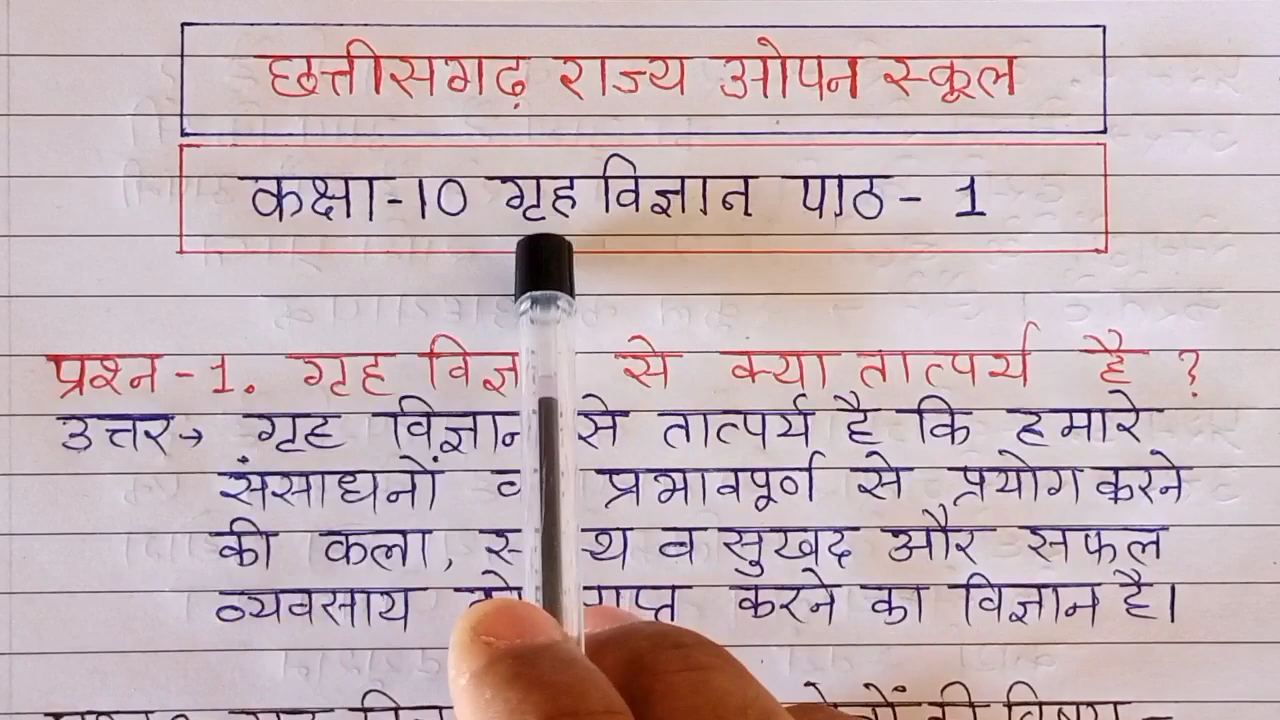 छत्तीसगढ़ राज्य ओपन स्कूल
कक्षा-10 गृह विज्ञान पाठ - 1
प्रश्न-1. गृह से क्या तात्पर्य है ?
उत्तर→ गृह विज्ञान से तात्पर्य है कि हमारे
संसाधनों प्रभावपूर्ण से प्रयोग करने
की कला, व सुखद और सफल
व्यवसाय करने का विज्ञान है।